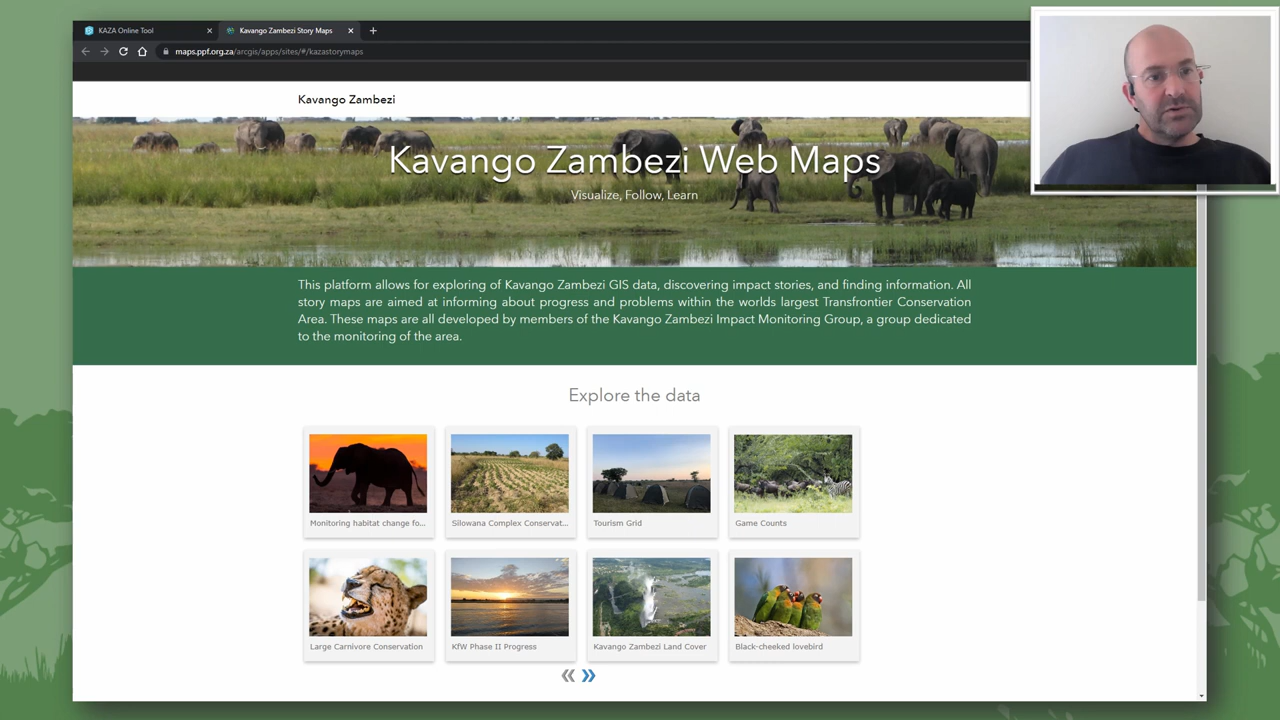 KAZA Online Tool
Kavango Zambezi Story Maps
maps.ppf.org.za/arcgis/apps/sites/#/kazastorymaps
Kavango Zambezi
Kavango Zambezi Web Maps
Visualize, Follow, Learn
This platform allows for exploring of Kavango Zambezi GIS data, discovering impact stories, and finding information. All
story maps are aimed at informing about progress and problems within the worlds largest Transfrontier Conservation
Area. These maps are all developed by members of the Kavango Zambezi Impact Monitoring Group, a group dedicated
to the monitoring of the area.
Explore the data
Monitoring habitat change fo...
Silowana Complex Conservat...
Tourism Grid
Game Counts
Large Carnivore Conservation
KfW Phase II Progress
Kavango Zambezi Land Cover
Black-cheeked lovebird